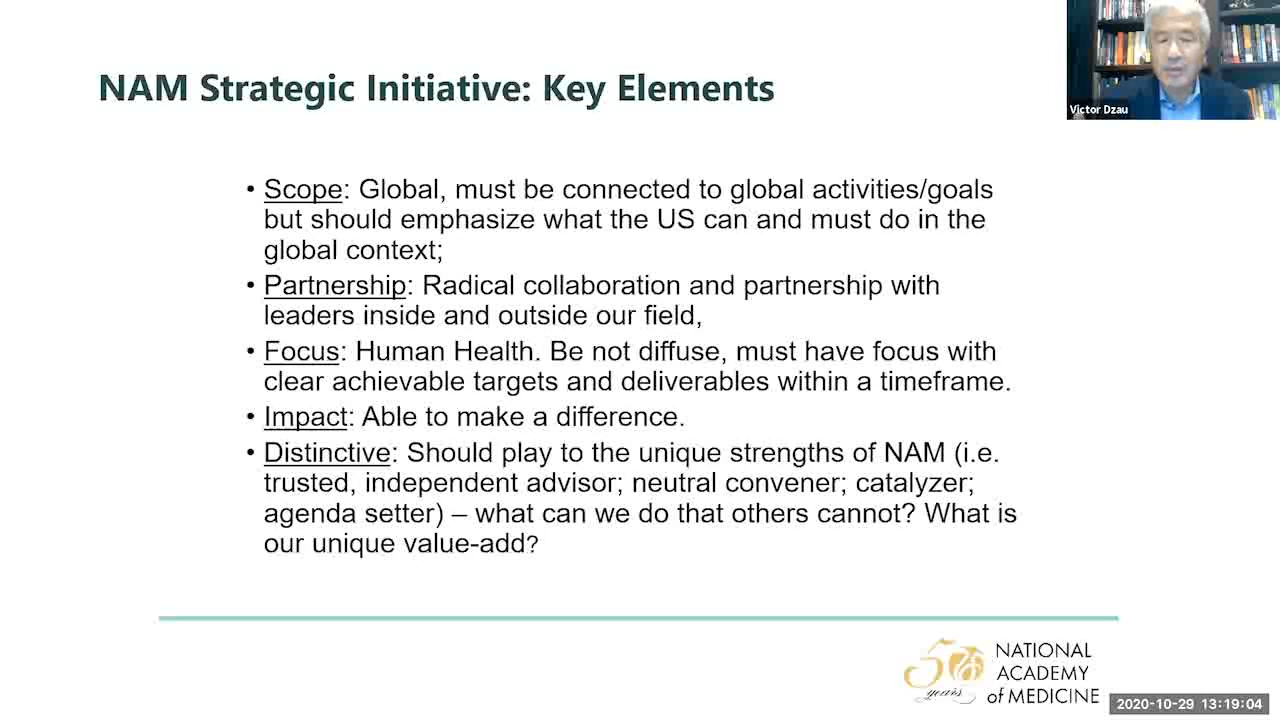 NAM Strategic Initiative: Key Elements
Victor Dzau
• Scope: Global, must be connected to global activities/goals
but should emphasize what the US can and must do in the
global context;
• Partnership: Radical collaboration and partnership with
leaders inside and outside our field,
• Focus: Human Health. Be not diffuse, must have focus with
clear achievable targets and deliverables within a timeframe.
• Impact: Able to make a difference.
• Distinctive: Should play to the unique strengths of NAM (i.e.
trusted, independent advisor; neutral convener; catalyzer;
agenda setter) – what can we do that others cannot? What is
our unique value-add?
50 years
NATIONAL
ACADEMY
of MEDICINE
2020-10-29 13:19:04